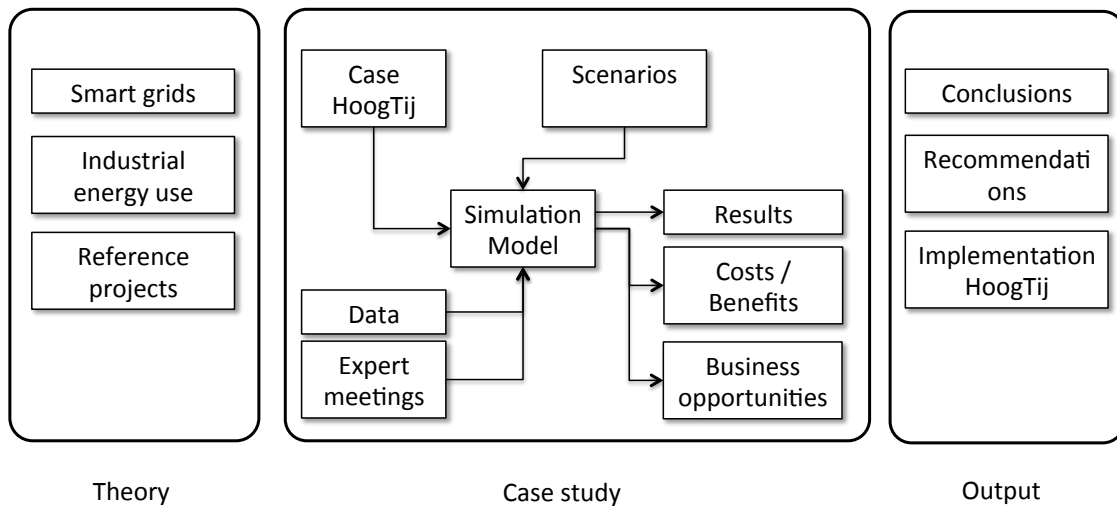 Smart grids
Industrial
energy use
Reference
projects
Theory
Case
HoogTij
Scenarios
Simulation
Model
Data
Expert
meetings
Results
Costs /
Benefits
Business
opportunities
Case study
Conclusions
Recommendati
ons
Implementation
HoogTij
Output